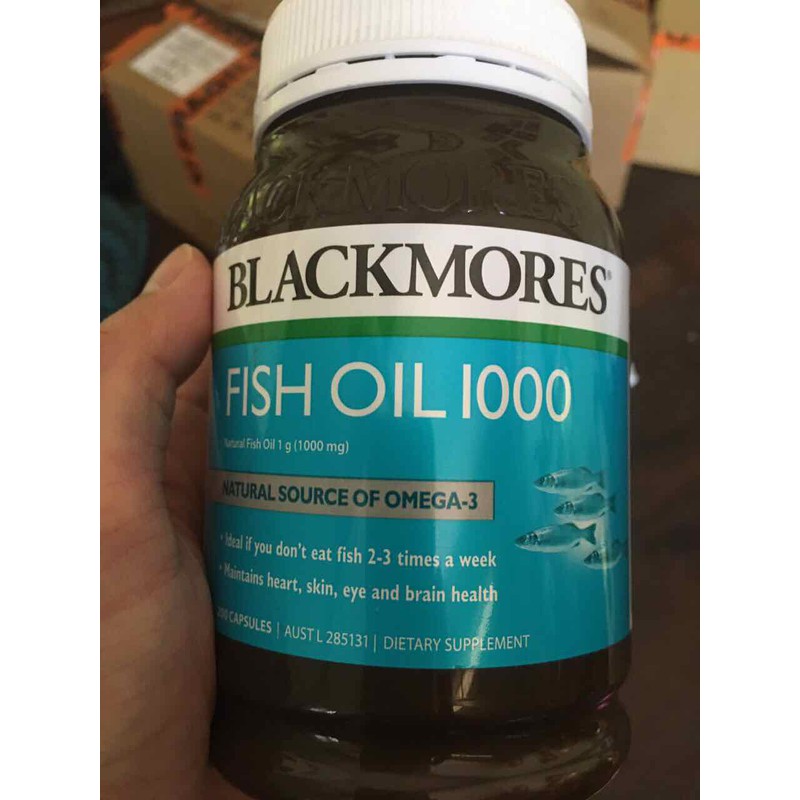 BLACKMORES
BLACKMORES®
FISH OIL 1000
Natural Fish Oil 1 g (1000 mg)
NATURAL SOURCE OF OMEGA-3
• Ideal if you don't eat fish 2-3 times a week
• Maintains heart, skin, eye and brain health
CAPSULES | AUST L 285131 | DIETARY SUPPLEMENT